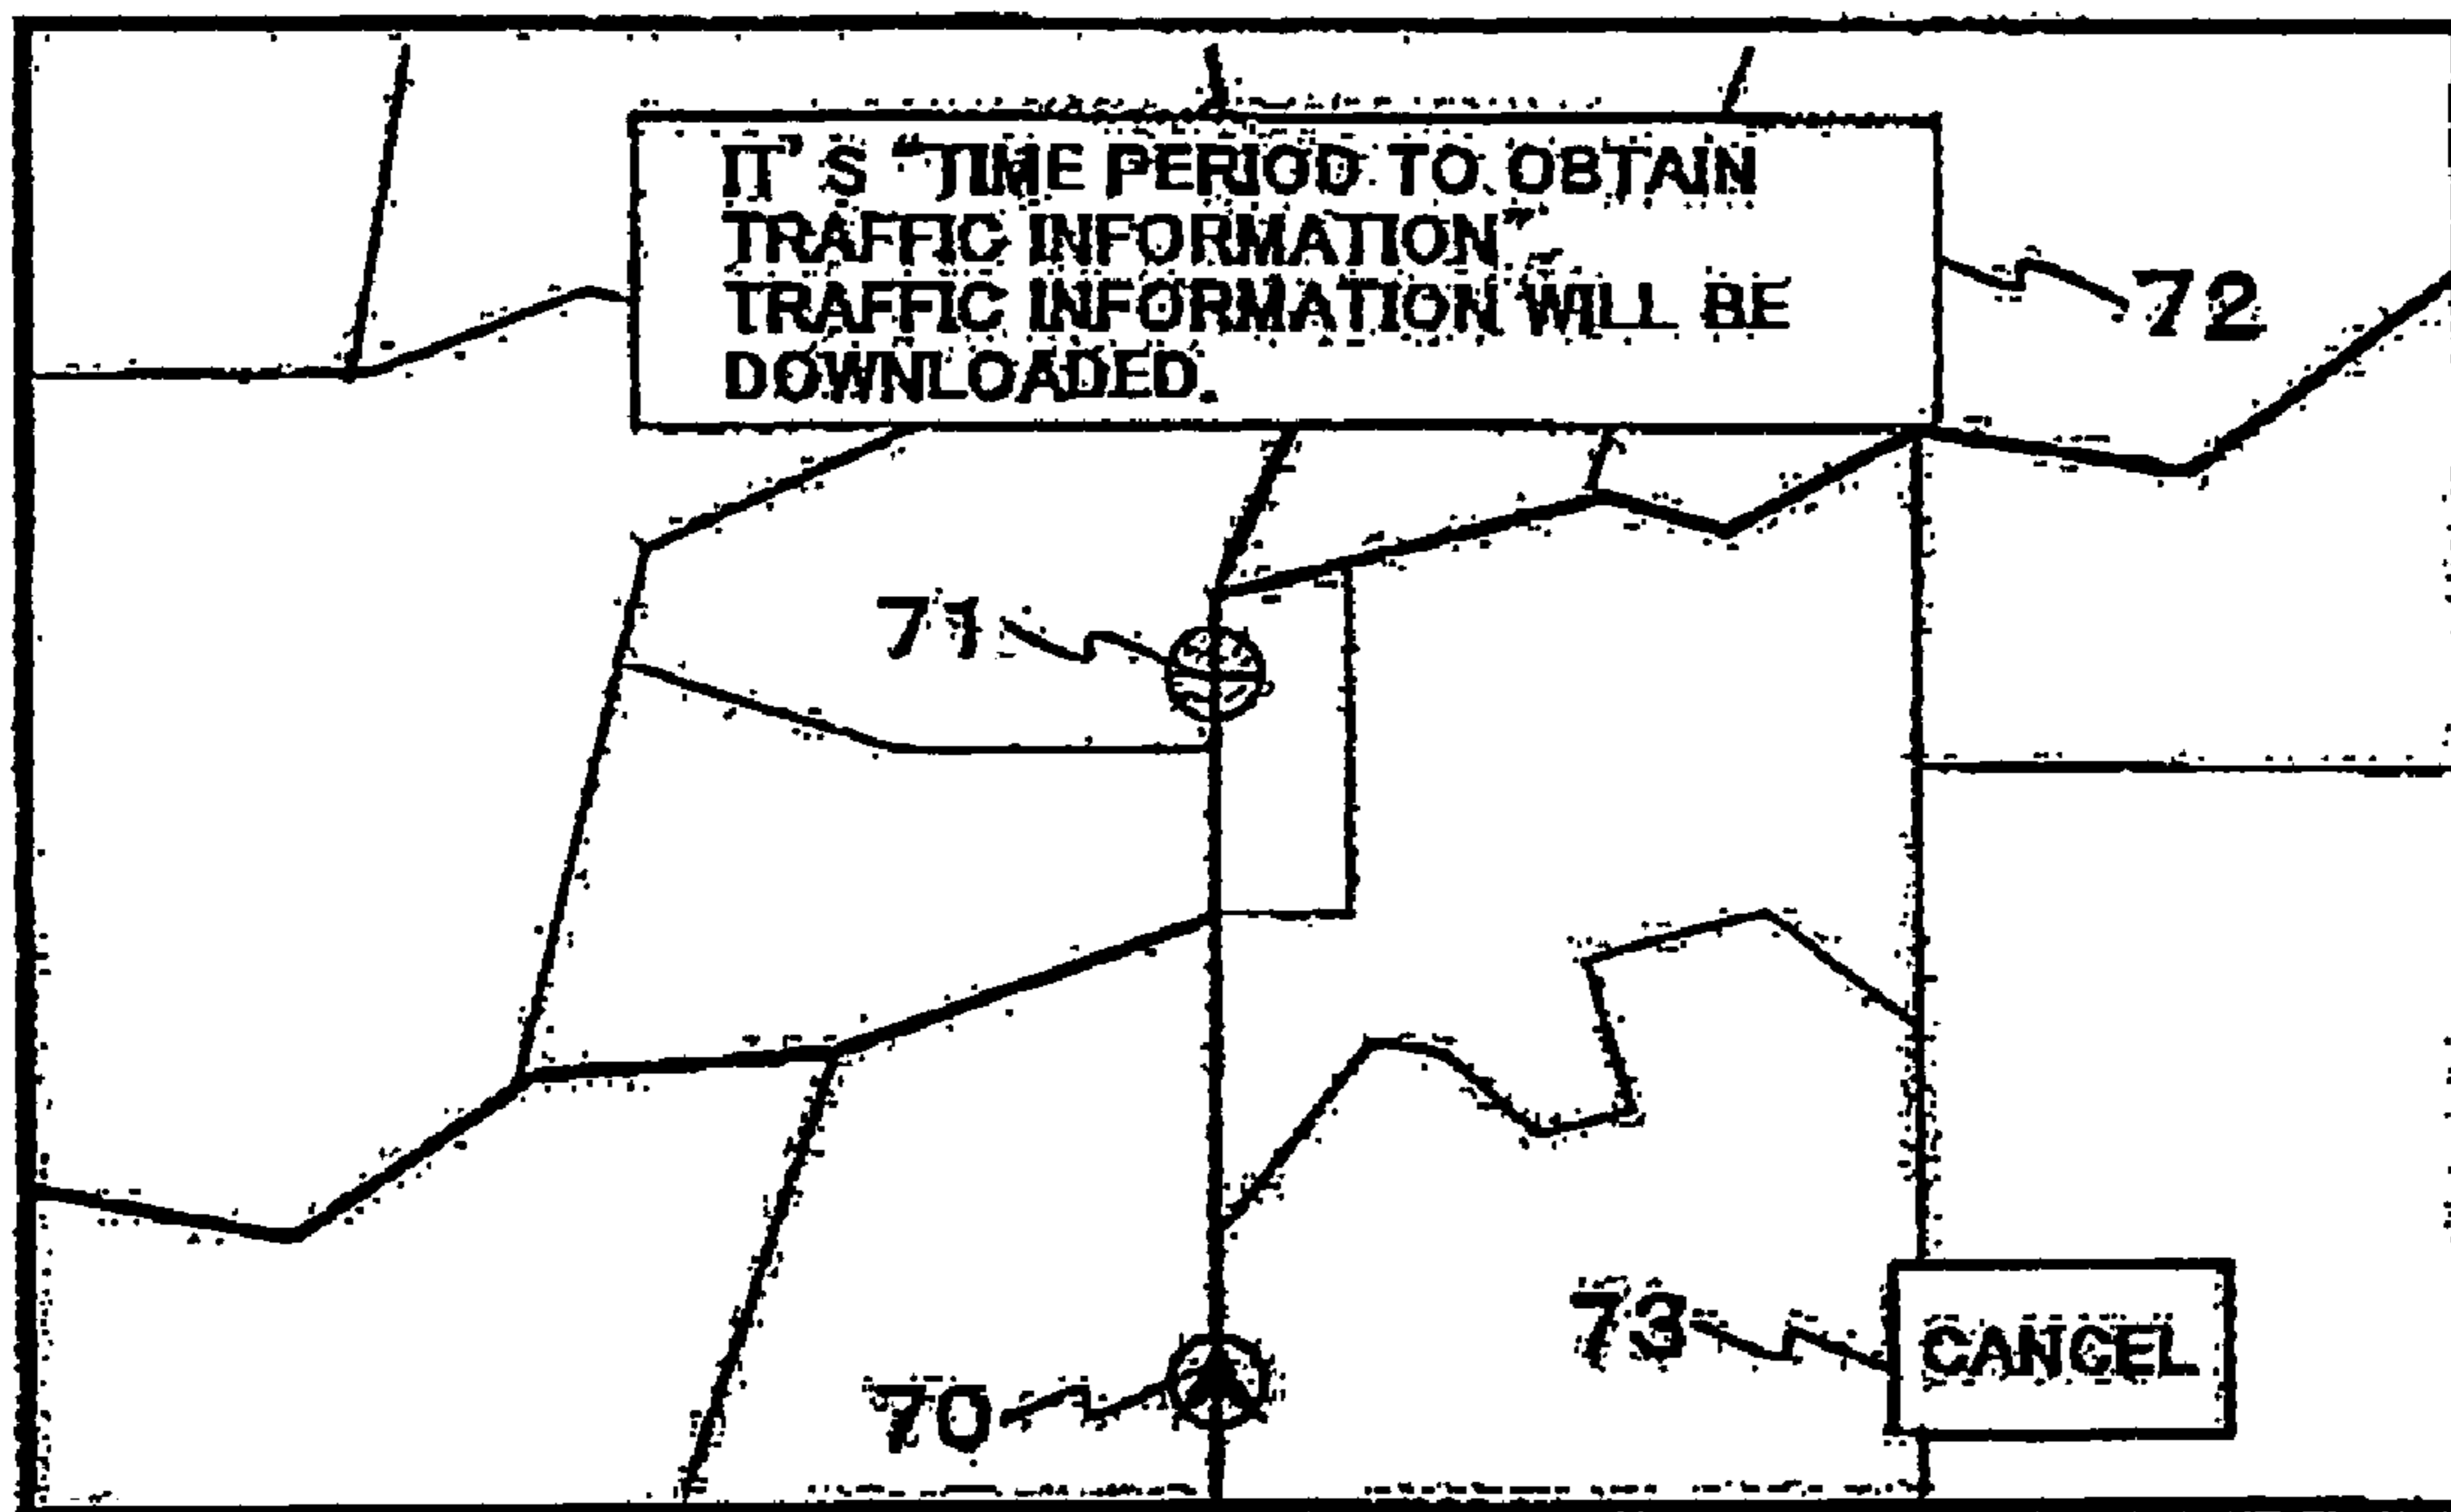 IT'S "TIME PERIOD TO OBTAIN
TRAFFIC INFORMATION".
TRAFFIC INFORMATION WILL BE
DOWNLOADED.
72
71
73
CANCEL
70